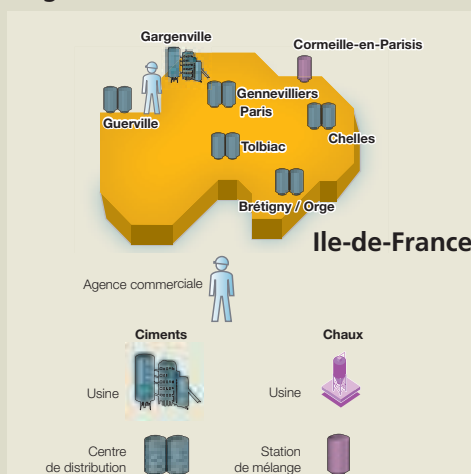 Gargenville
Cormeille-en-Parisis
Gennevilliers
Paris
Guerville
Chelles
Tolbiac
Brétigny / Orge
Ile-de-France
Agence commerciale
Ciments
Chaux
Usine
Usine
Centre
de distribution
Station
de mélange